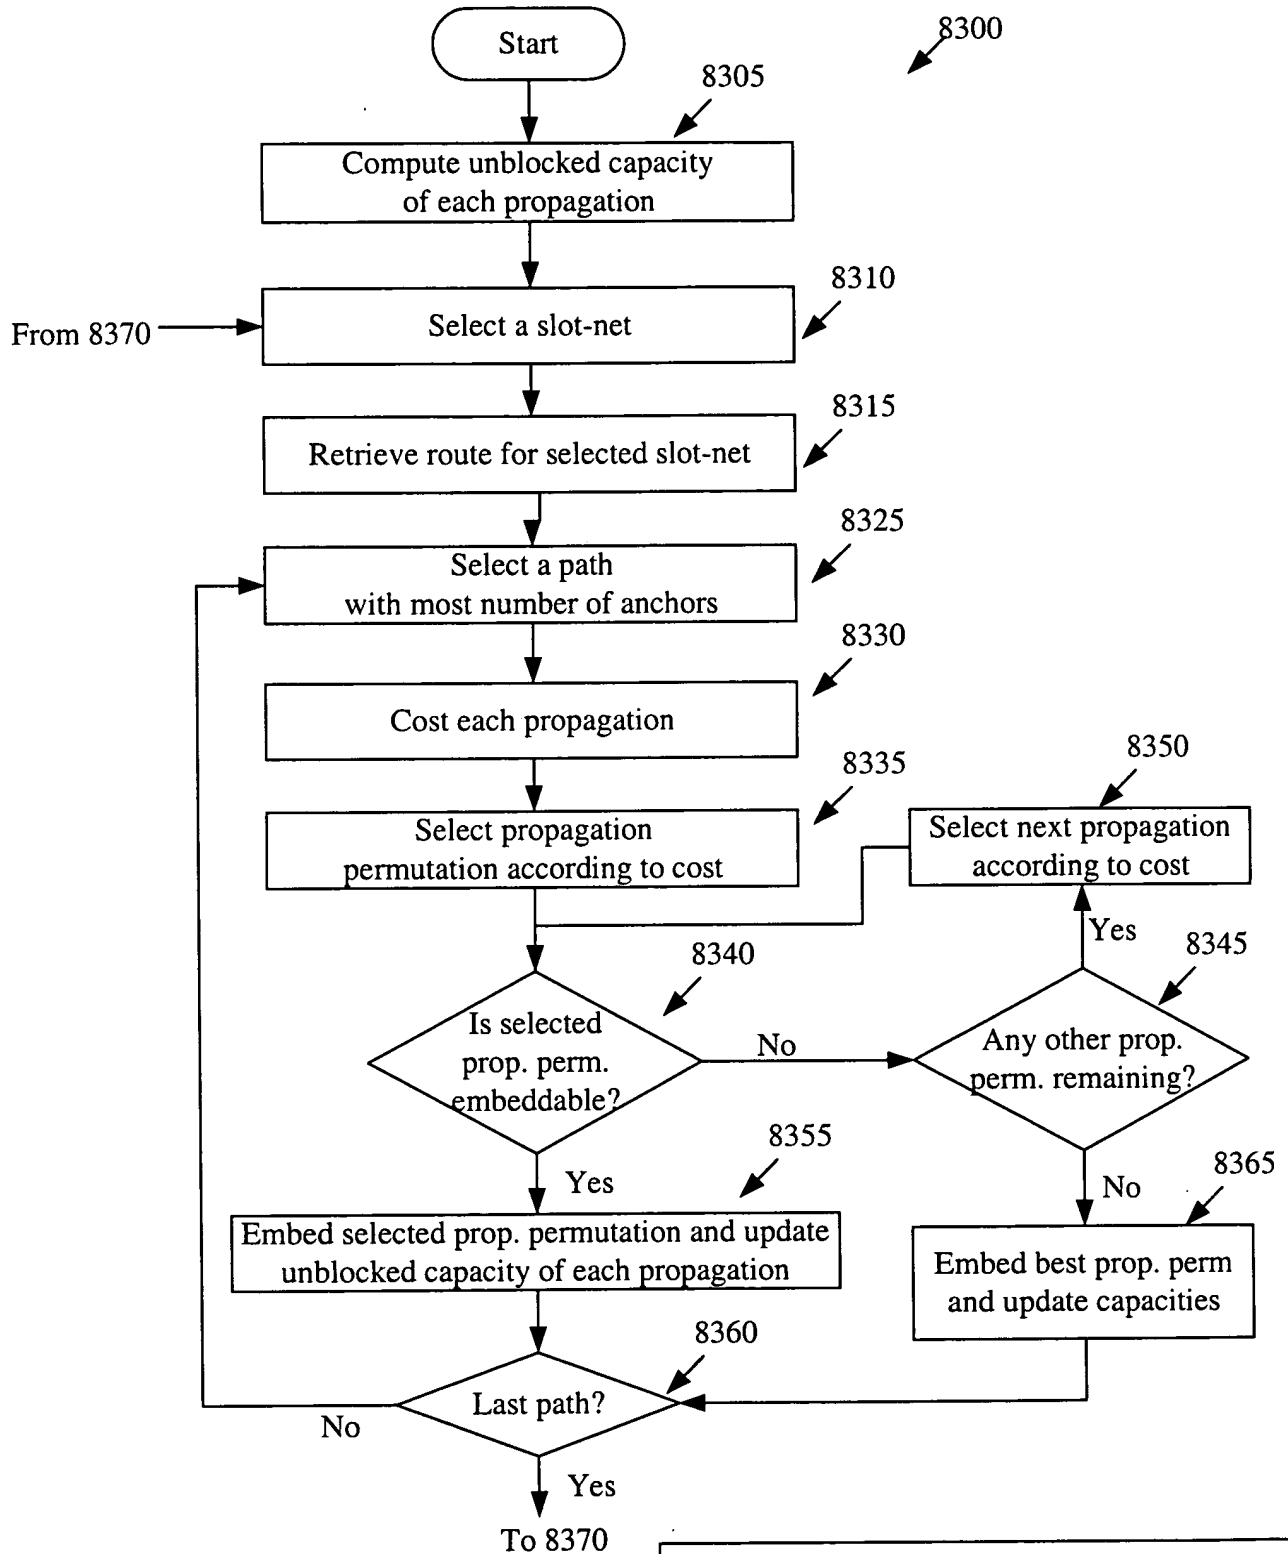 Start
8300
8305
Compute unblocked capacity
of each propagation
8310
From 8370
Select a slot-net
8315
Retrieve route for selected slot-net
8325
Select a path
with most number of anchors
8330
Cost each propagation
8335
8350
Select propagation
permutation according to cost
Select next propagation
according to cost
Yes
8340
8345
Is selected
prop. perm.
embeddable?
No
Any other prop.
perm. remaining?
8355
Yes
No
8365
Embed selected prop. permutation and update
unblocked capacity of each propagation
Embed best prop. perm
and update capacities
8360
Last path?
No
Yes
To 8370